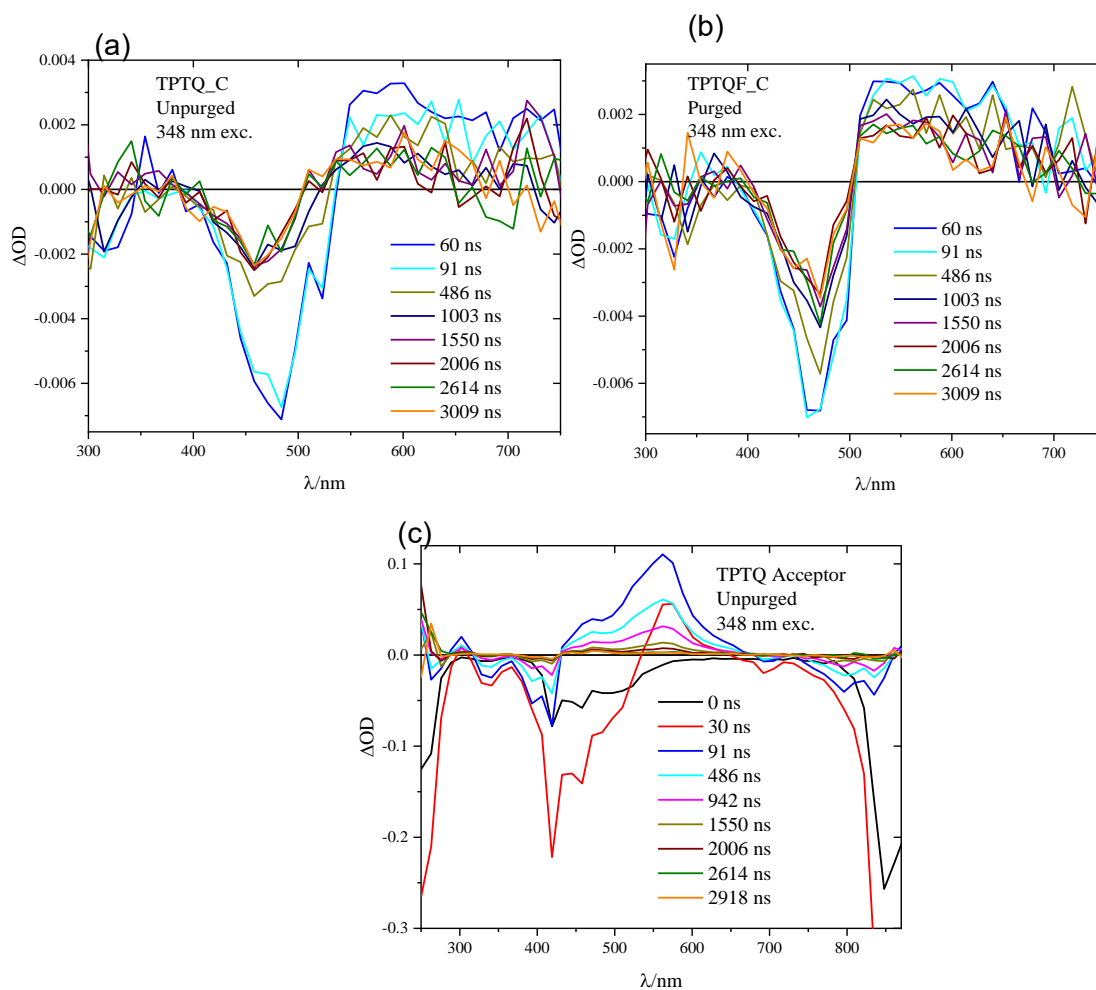 (a)
TPTQ_C
Unpurged
348 nm exc.
0.004
0.002
0.000
-0.002
-0.004
-0.006
ΔOD
60 ns
91 ns
486 ns
1003 ns
1550 ns
2006 ns
2614 ns
3009 ns
300 400 500 600 700
λ/nm
(b)
TPTQF_C
Purged
348 nm exc.
0.002
0.000
-0.002
-0.004
-0.006
ΔOD
60 ns
91 ns
486 ns
1003 ns
1550 ns
2006 ns
2614 ns
3009 ns
300 400 500 600 700
λ/nm
(c)
TPTQ Acceptor
Unpurged
348 nm exc.
0.1
0.0
-0.1
-0.2
-0.3
ΔOD
0 ns
30 ns
91 ns
486 ns
942 ns
1550 ns
2006 ns
2614 ns
2918 ns
300 400 500 600 700 800
λ/nm